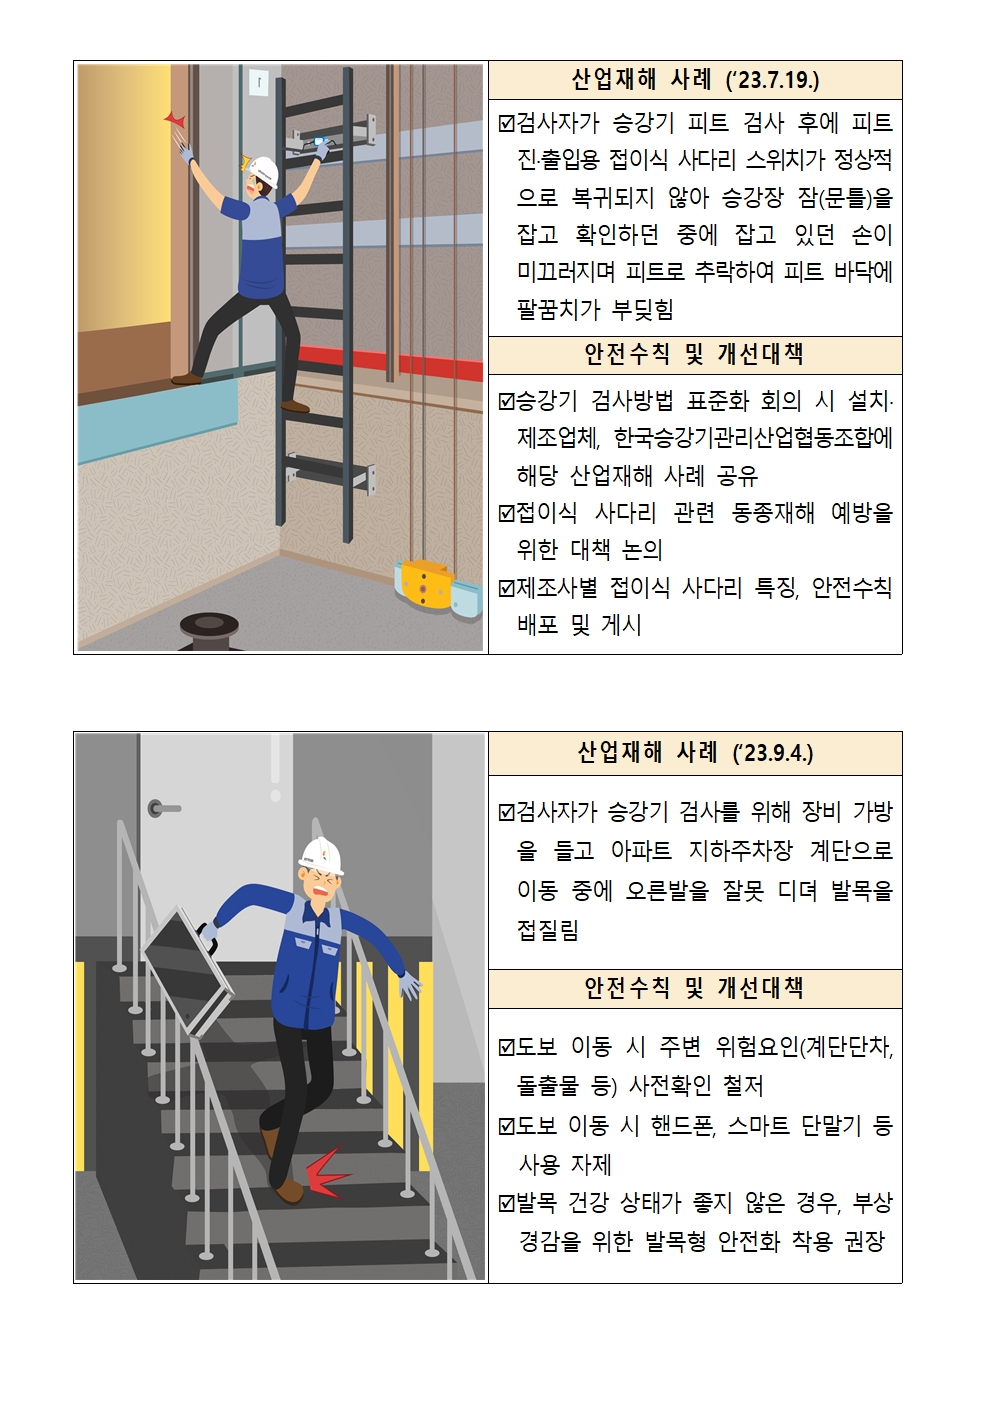 산업재해 사례 (‘23.7.19.)
☑검사자가 승강기 피트 검사 후에 피트
진·출입용 접이식 사다리 스위치가 정상적
으로 복귀되지 않아 승강장 잠(문틀)을
잡고 확인하던 중에 잡고 있던 손이
미끄러지며 피트로 추락하여 피트 바닥에
팔꿈치가 부딪힘
안전수칙 및 개선대책
☑승강기 검사방법 표준화 회의 시 설치·
제조업체, 한국승강기관리산업협동조합에
해당 산업재해 사례 공유
☑접이식 사다리 관련 동종재해 예방을
위한 대책 논의
☑제조사별 접이식 사다리 특징, 안전수칙
배포 및 게시
산업재해 사례 (‘23.9.4.)
☑검사자가 승강기 검사를 위해 장비 가방
을 들고 아파트 지하주차장 계단으로
이동 중에 오른발을 잘못 디뎌 발목을
접질림
안전수칙 및 개선대책
☑도보 이동 시 주변 위험요인(계단단차,
돌출물 등) 사전확인 철저
☑도보 이동 시 핸드폰, 스마트 단말기 등
사용 자제
☑발목 건강 상태가 좋지 않은 경우, 부상
경감을 위한 발목형 안전화 착용 권장